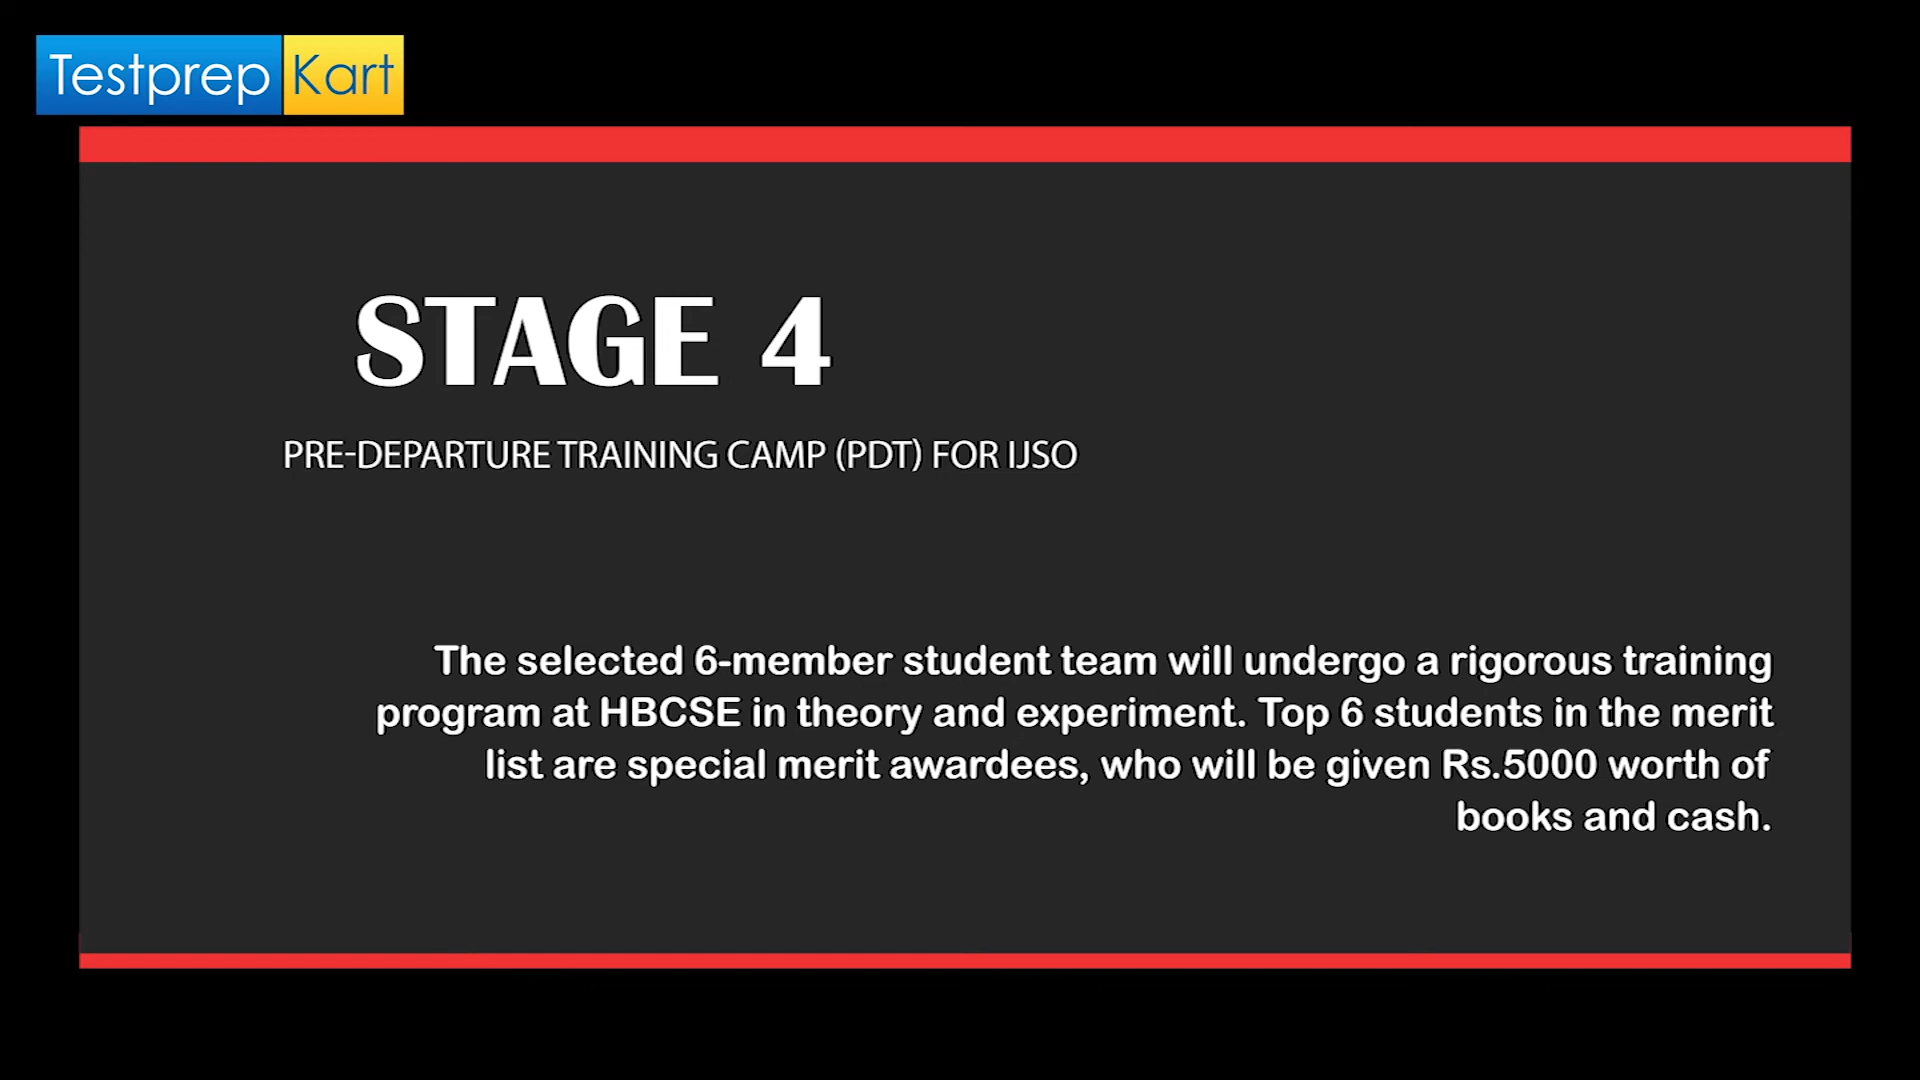 Testprep Kart
STAGE 4
PRE-DEPARTURE TRAINING CAMP (PDT) FOR IJSO
The selected 6-member student team will undergo a rigorous training
program at HBCSE in theory and experiment. Top 6 students in the merit
list are special merit awardees, who will be given Rs.5000 worth of
books and cash.